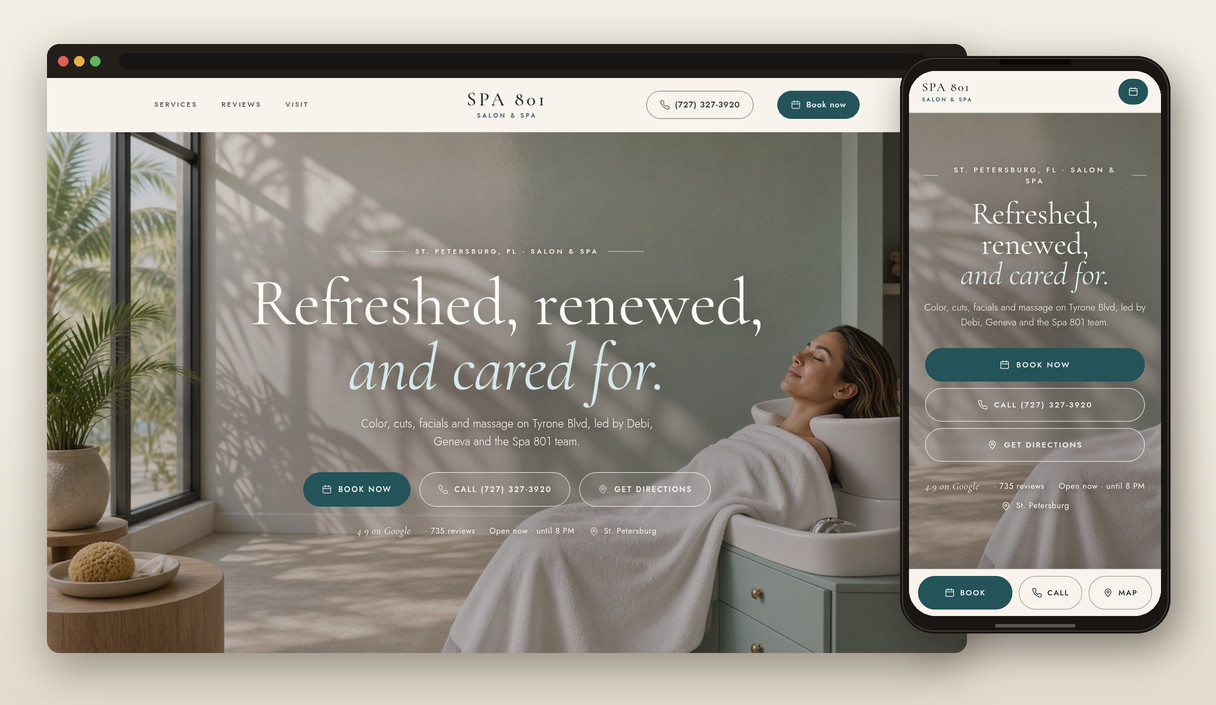 SERVICES REVIEWS VISIT
SPA 801
SALON & SPA
(727) 327-3920
Book now
ST. PETERSBURG, FL · SALON & SPA
Refreshed, renewed,
and cared for.
Color, cuts, facials and massage on Tyrone Blvd, led by Debi,
Geneva and the Spa 801 team.
BOOK NOW
CALL (727) 327-3920
GET DIRECTIONS
4.9 on Google · 735 reviews Open now · until 8 PM St. Petersburg
SPA 801
SALON & SPA
ST. PETERSBURG, FL · SALON &
SPA
Refreshed,
renewed,
and cared for.
Color, cuts, facials and massage on Tyrone Blvd, led by
Debi, Geneva and the Spa 801 team.
BOOK NOW
CALL (727) 327-3920
GET DIRECTIONS
4.9 on Google · 735 reviews Open now · until 8 PM
St. Petersburg
BOOK
CALL
MAP